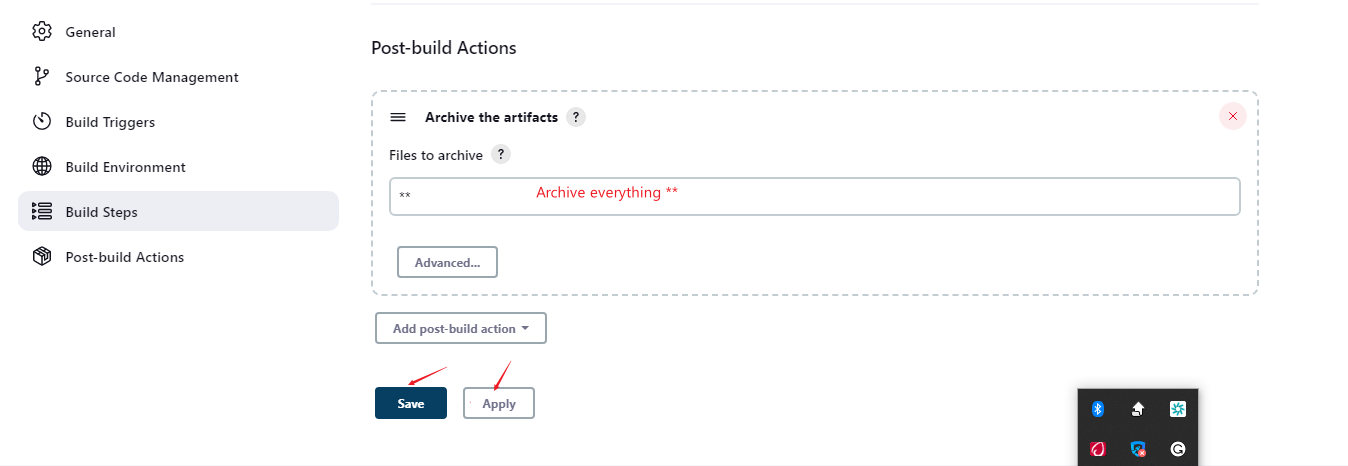 General
Source Code Management
Build Triggers
Build Environment
Build Steps
Post-build Actions
Post-build Actions
Archive the artifacts ?
Files to archive ?
** Archive everything **
Advanced...
Add post-build action
Save Apply